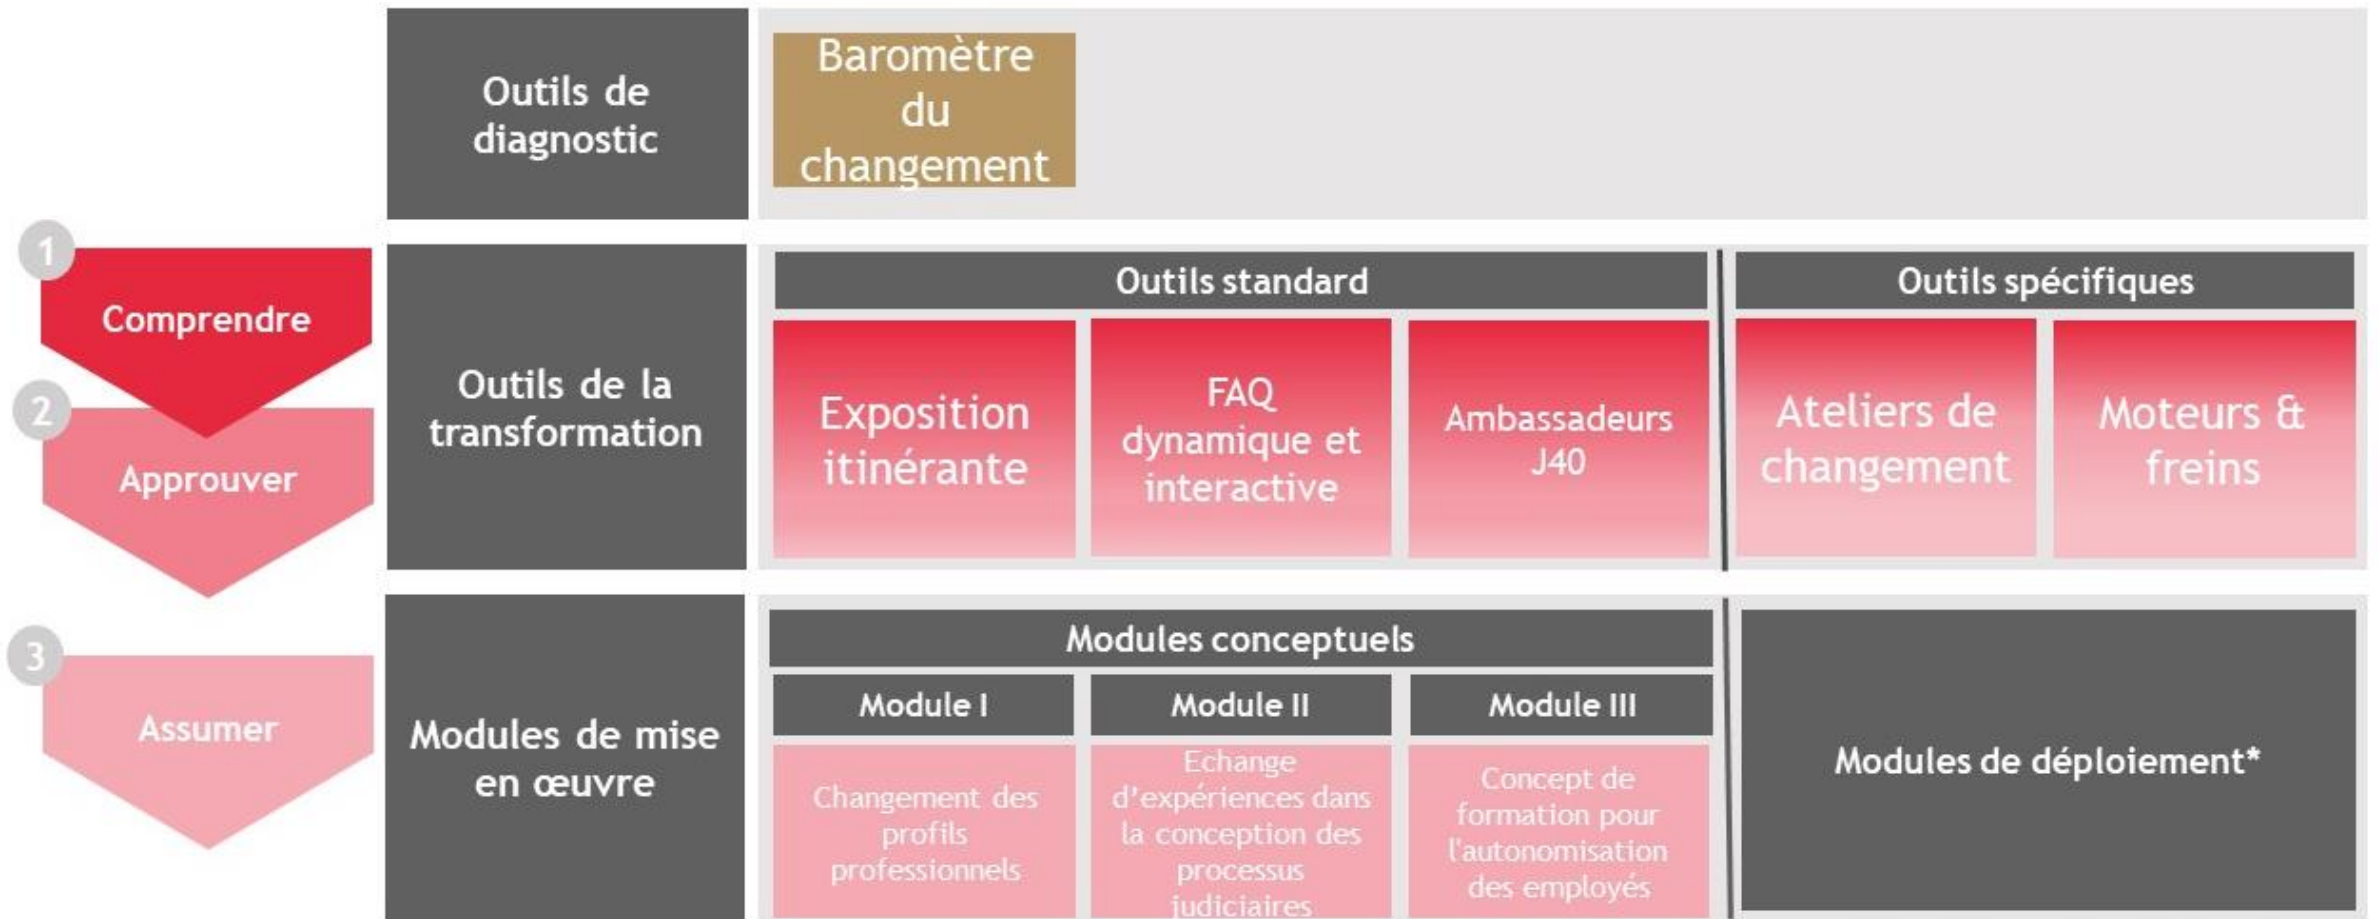 Outils de
diagnostic
Baromètre
du
changement
1
Comprendre
2
Approuver
Outils de la
transformation
Outils standard
Outils spécifiques
Exposition
itinérante
FAQ
dynamique et
interactive
Ambassadeurs
J40
Ateliers de
changement
Moteurs &
freins
3
Assumer
Modules de mise
en œuvre
Modules conceptuels
Module I
Module II
Module III
Changement des
profils
professionnels
Echange
d'expériences dans
la conception des
processus
judiciaires
Concept de
formation pour
l'autonomisation
des employés
Modules de déploiement*